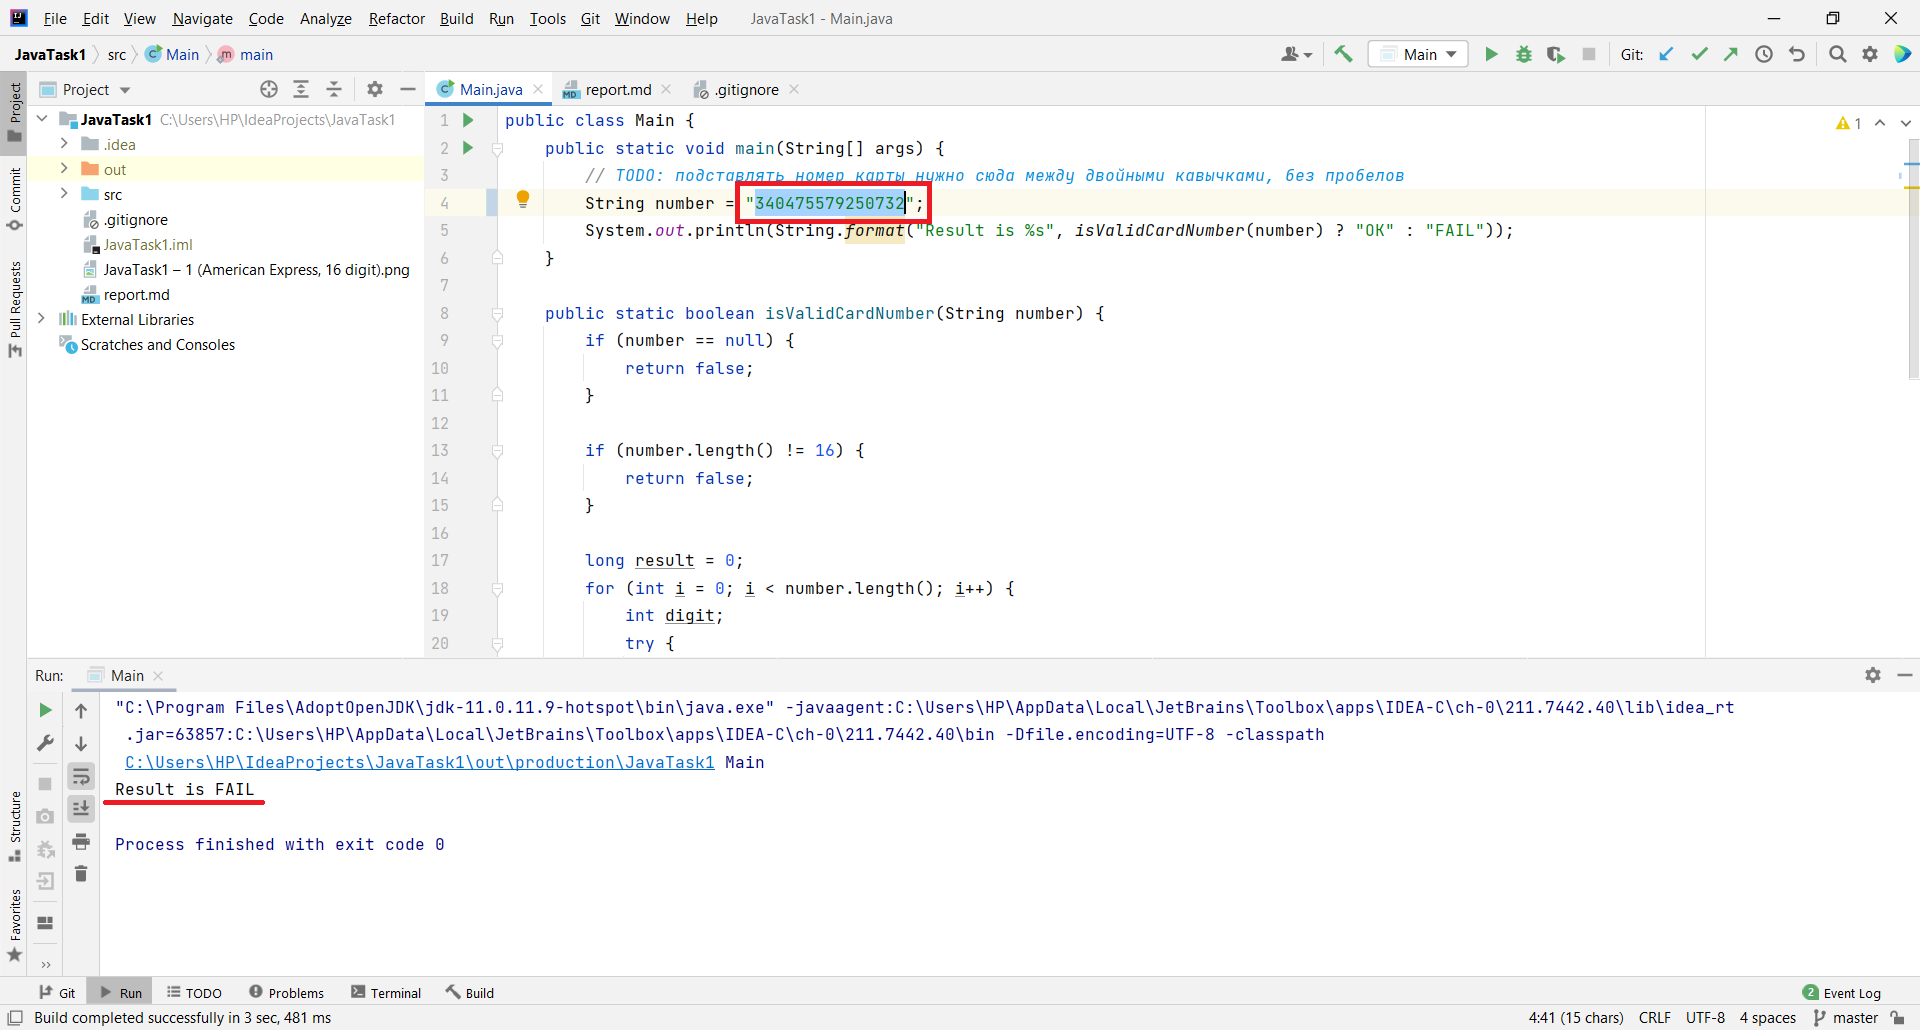 File Edit View Navigate Code Analyze Refactor Build Run Tools Git Window Help JavaTask1 - Main.java
JavaTask1 src Main main
Main Git:
Project
Main.java report.md .gitignore
JavaTask1 C:\Users\HP\IdeaProjects\JavaTask1
.idea
out
src
.gitignore
JavaTask1.iml
JavaTask1 – 1 (American Express, 16 digit).png
report.md
External Libraries
Scratches and Consoles
Project
Commit
Pull Requests
Structure
Favorites
1 public class Main {
2 public static void main(String[] args) {
3 // TODO: подставлять номер карты нужно сюда между двойными кавычками, без пробелов
4 String number = "340475579250732";
5 System.out.println(String.format("Result is %s", isValidCardNumber(number) ? "OK" : "FAIL"));
6 }
7
8 public static boolean isValidCardNumber(String number) {
9 if (number == null) {
10 return false;
11 }
12
13 if (number.length() != 16) {
14 return false;
15 }
16
17 long result = 0;
18 for (int i = 0; i < number.length(); i++) {
19 int digit;
20 try {
1
Run: Main
"C:\Program Files\AdoptOpenJDK\jdk-11.0.11.9-hotspot\bin\java.exe" -javaagent:C:\Users\HP\AppData\Local\JetBrains\Toolbox\apps\IDEA-C\ch-0\211.7442.40\lib\idea_rt
.jar=63857:C:\Users\HP\AppData\Local\JetBrains\Toolbox\apps\IDEA-C\ch-0\211.7442.40\bin -Dfile.encoding=UTF-8 -classpath
C:\Users\HP\IdeaProjects\JavaTask1\out\production\JavaTask1 Main
Result is FAIL
Process finished with exit code 0
Git Run TODO Problems Terminal Build 2 Event Log
Build completed successfully in 3 sec, 481 ms 4:41 (15 chars) CRLF UTF-8 4 spaces master